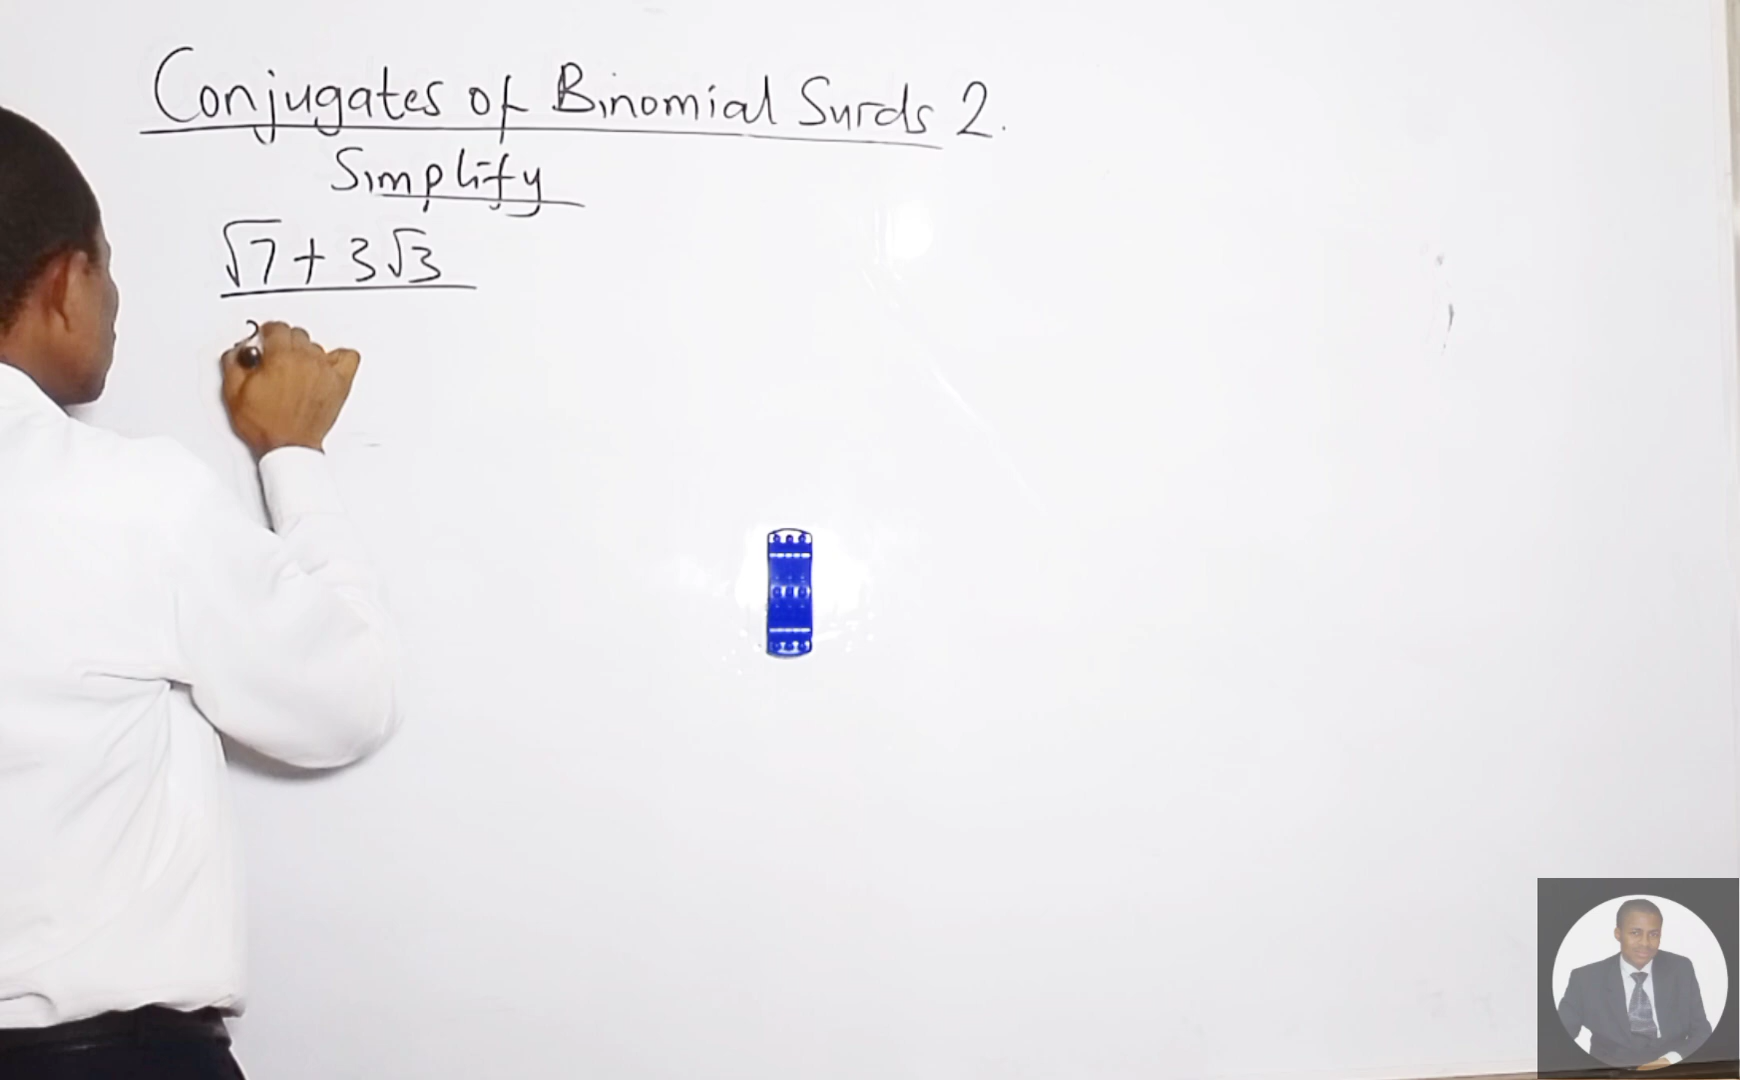 Conjugates of Binomial Surds 2.
Simplify
√7 + 3√3